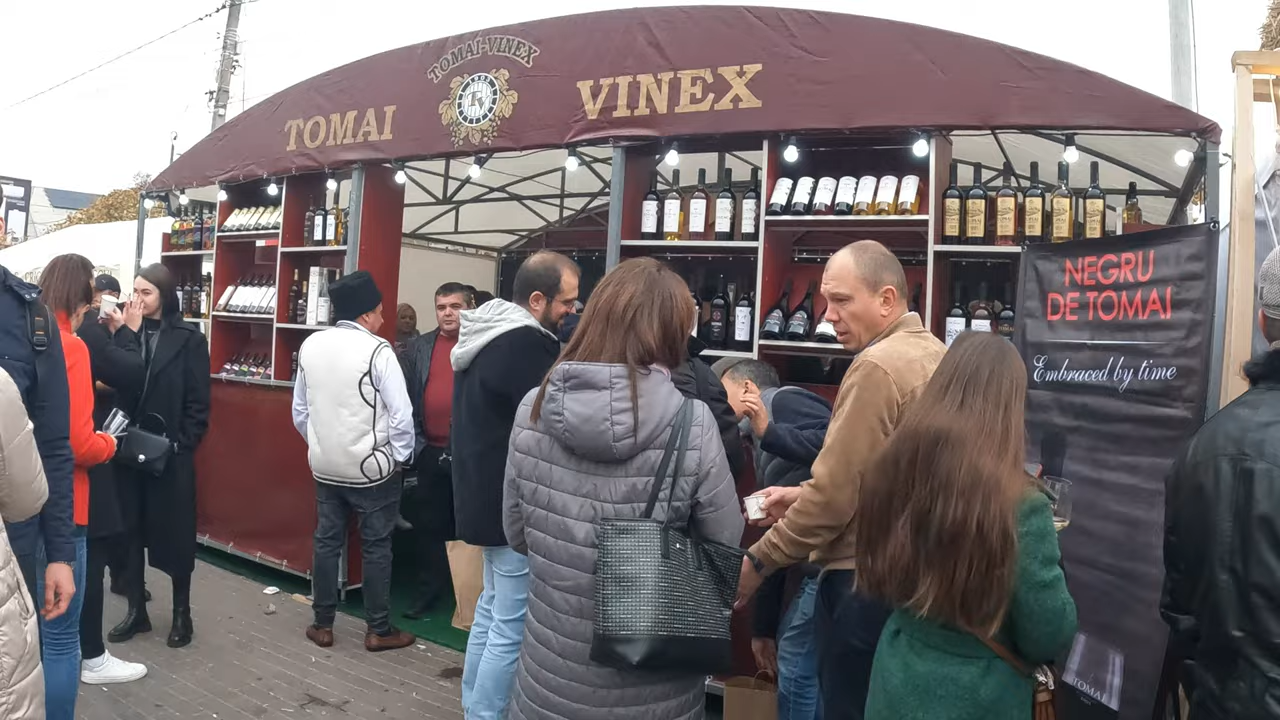 TOMAI-VINEX
TOMAI
VINEX
NEGRU
DE TOMAI
Embraced by time
TOMAI